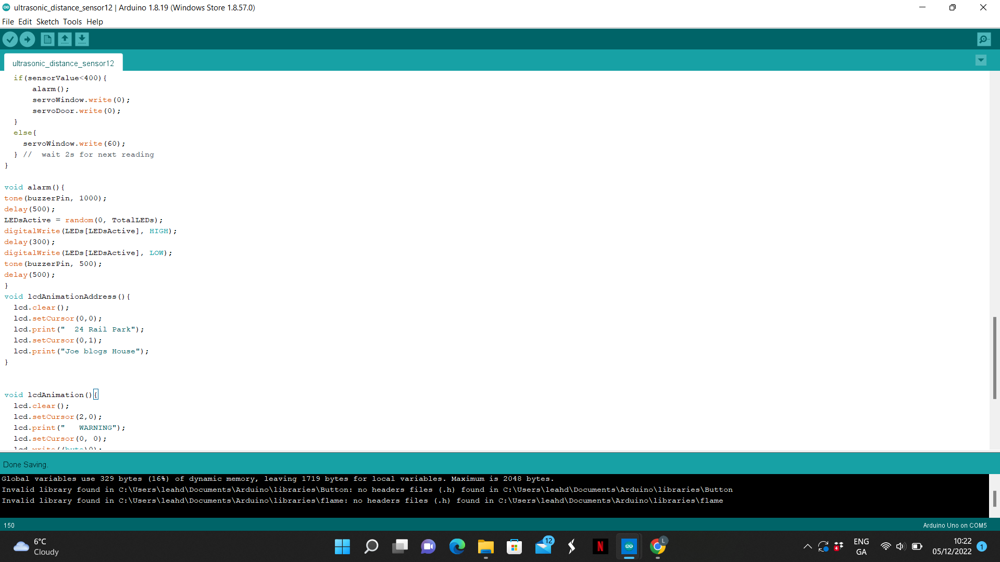 ultrasonic_distance_sensor12 | Arduino 1.8.19 (Windows Store 1.8.57.0)
File Edit Sketch Tools Help
ultrasonic_distance_sensor12
if(sensorValue<400){
alarm();
servoWindow.write(0);
servoDoor.write(0);
}
else{
servoWindow.write(60);
} //  wait 2s for next reading
}
void alarm(){
tone(buzzerPin, 1000);
delay(500);
LEDsActive = random(0, TotalLEDs);
digitalWrite(LEDs[LEDsActive], HIGH);
delay(300);
digitalWrite(LEDs[LEDsActive], LOW);
tone(buzzerPin, 500);
delay(500);
}
void lcdAnimationAddress(){
lcd.clear();
lcd.setCursor(0,0);
lcd.print("  24 Rail Park");
lcd.setCursor(0,1);
lcd.print("Joe blogs House");
}
void lcdAnimation(){
lcd.clear();
lcd.setCursor(2,0);
lcd.print("   WARNING");
lcd.setCursor(0, 0);
lcd.write((byte)0);
Done Saving.
Global variables use 329 bytes (16%) of dynamic memory, leaving 1719 bytes for local variables. Maximum is 2048 bytes.
Invalid library found in C:\Users\leahd\Documents\Arduino\libraries\Button: no headers files (.h) found in C:\Users\leahd\Documents\Arduino\libraries\Button
Invalid library found in C:\Users\leahd\Documents\Arduino\libraries\flame: no headers files (.h) found in C:\Users\leahd\Documents\Arduino\libraries\flame
150
Arduino Uno on COM5
6°C
Cloudy
12
N
L
4
ENG
GA
10:22
05/12/2022
1